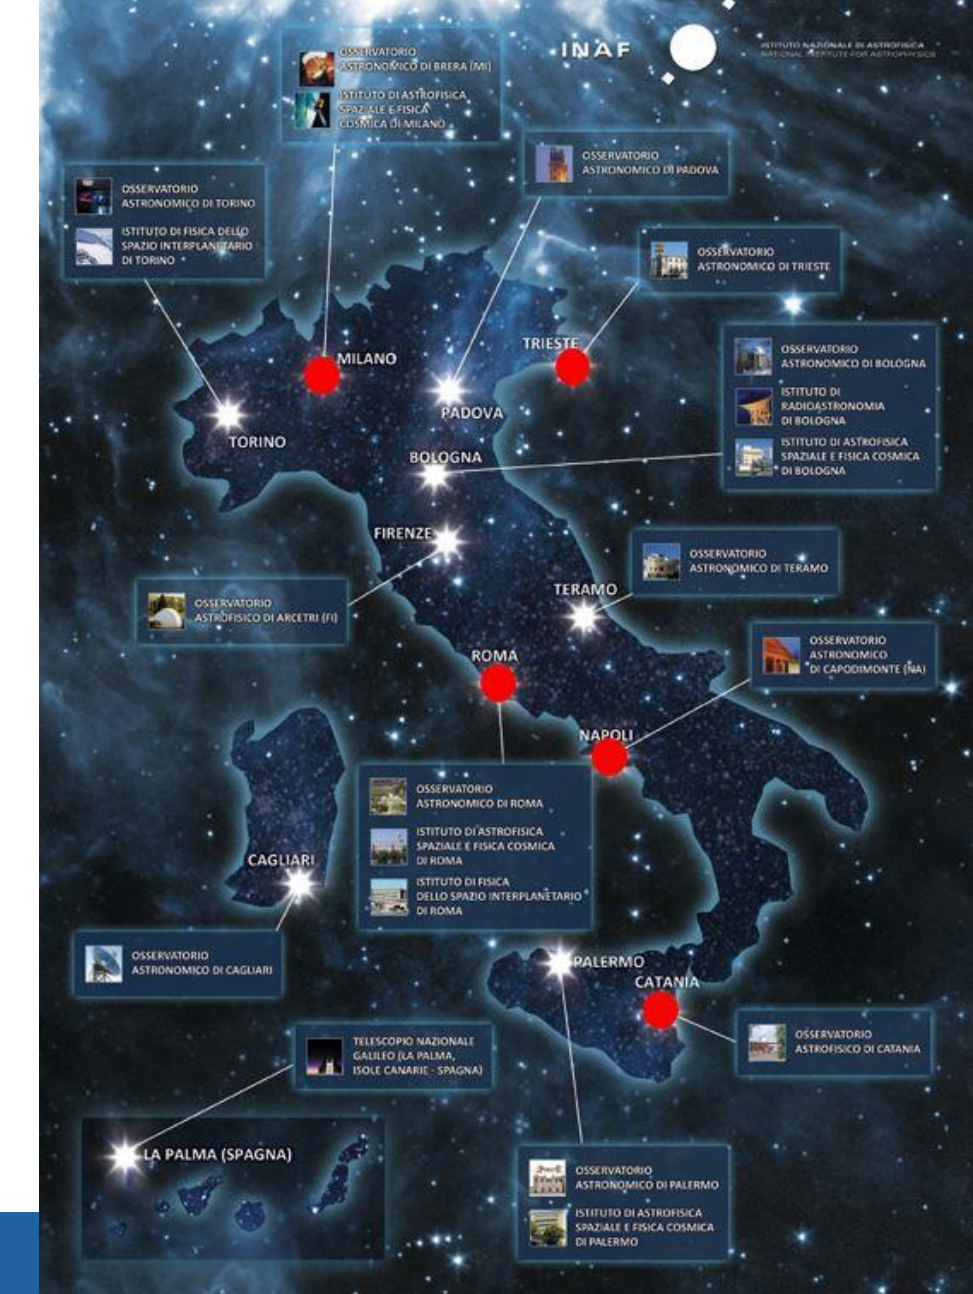 INAF
ISTITUTO NAZIONALE DI ASTROFISICA
NATIONAL INSTITUTE FOR ASTROPHYSICS
OSSERVATORIO
ASTRONOMICO DI BRERA (MI)
ISTITUTO DI ASTROFISICA
SPAZIALE E FISICA
COSMICA DI MILANO
OSSERVATORIO
ASTRONOMICO DI PADOVA
OSSERVATORIO
ASTRONOMICO DI TORINO
ISTITUTO DI FISICA DELLO
SPAZIO INTERPLANETARIO
DI TORINO
OSSERVATORIO
ASTRONOMICO DI TRIESTE
TRIESTE
MILANO
OSSERVATORIO
ASTRONOMICO DI BOLOGNA
ISTITUTO DI
RADIOASTRONOMIA
DI BOLOGNA
ISTITUTO DI ASTROFISICA
SPAZIALE E FISICA COSMICA
DI BOLOGNA
PADOVA
TORINO
BOLOGNA
FIRENZE
OSSERVATORIO
ASTRONOMICO DI TERAMO
TERAMO
OSSERVATORIO
ASTROFISICO DI ARCETRI (FI)
OSSERVATORIO
ASTRONOMICO
DI CAPODIMONTE (NA)
ROMA
NAPOLI
OSSERVATORIO
ASTRONOMICO DI ROMA
ISTITUTO DI ASTROFISICA
SPAZIALE E FISICA COSMICA
DI ROMA
ISTITUTO DI FISICA
DELLO SPAZIO INTERPLANETARIO
DI ROMA
CAGLIARI
OSSERVATORIO
ASTRONOMICO DI CAGLIARI
PALERMO
CATANIA
OSSERVATORIO
ASTROFISICO DI CATANIA
TELESCOPIO NAZIONALE
GALILEO (LA PALMA,
ISOLE CANARIE - SPAGNA)
LA PALMA (SPAGNA)
OSSERVATORIO
ASTRONOMICO DI PALERMO
ISTITUTO DI ASTROFISICA
SPAZIALE E FISICA COSMICA
DI PALERMO